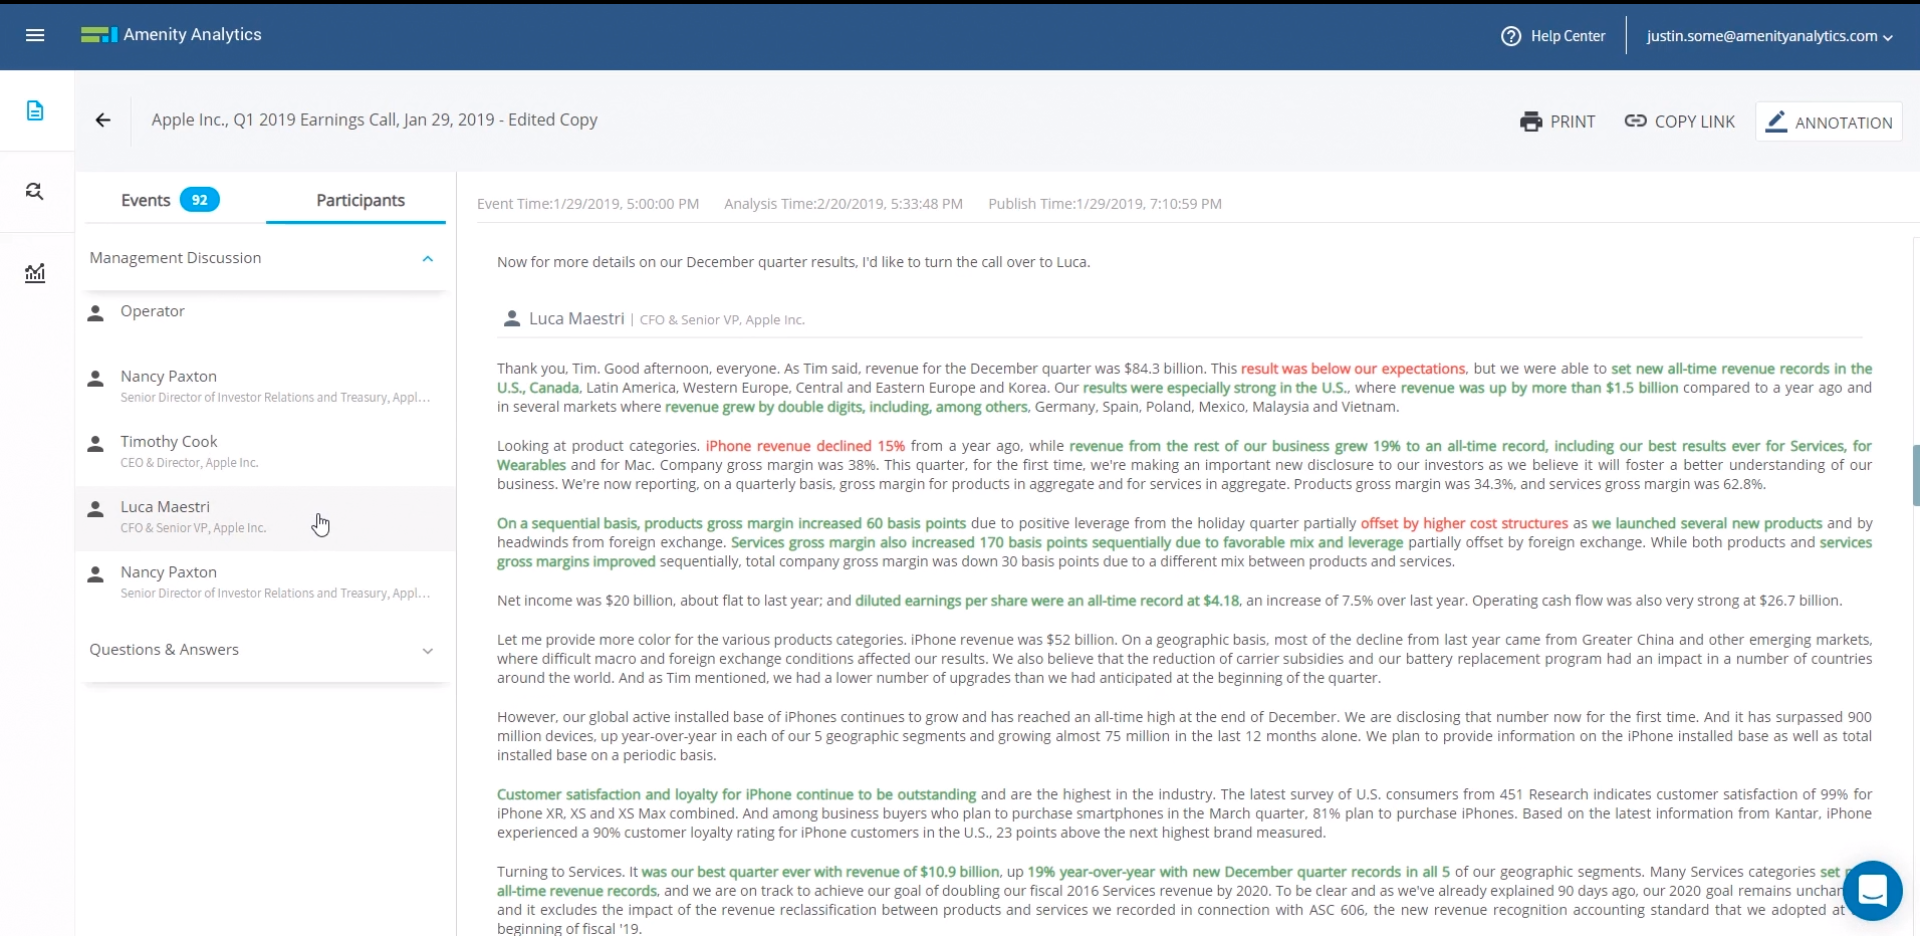 Amenity Analytics
Help Center
justin.some@amenityanalytics.com
Apple Inc., Q1 2019 Earnings Call, Jan 29, 2019 - Edited Copy
PRINT
COPY LINK
ANNOTATION
Events 92
Participants
Management Discussion
Operator
Nancy Paxton
Senior Director of Investor Relations and Treasury, Appl...
Timothy Cook
CEO & Director, Apple Inc.
Luca Maestri
CFO & Senior VP, Apple Inc.
Nancy Paxton
Senior Director of Investor Relations and Treasury, Appl...
Questions & Answers
Event Time:1/29/2019, 5:00:00 PM Analysis Time:2/20/2019, 5:33:48 PM Publish Time:1/29/2019, 7:10:59 PM
Now for more details on our December quarter results, I'd like to turn the call over to Luca.
Luca Maestri | CFO & Senior VP, Apple Inc.
Thank you, Tim. Good afternoon, everyone. As Tim said, revenue for the December quarter was $84.3 billion. This result was below our expectations, but we were able to set new all-time revenue records in the
U.S., Canada, Latin America, Western Europe, Central and Eastern Europe and Korea. Our results were especially strong in the U.S., where revenue was up by more than $1.5 billion compared to a year ago and
in several markets where revenue grew by double digits, including, among others, Germany, Spain, Poland, Mexico, Malaysia and Vietnam.
Looking at product categories. iPhone revenue declined 15% from a year ago, while revenue from the rest of our business grew 19% to an all-time record, including our best results ever for Services, for
Wearables and for Mac. Company gross margin was 38%. This quarter, for the first time, we're making an important new disclosure to our investors as we believe it will foster a better understanding of our
business. We're now reporting, on a quarterly basis, gross margin for products in aggregate and for services in aggregate. Products gross margin was 34.3%, and services gross margin was 62.8%.
On a sequential basis, products gross margin increased 60 basis points due to positive leverage from the holiday quarter partially offset by higher cost structures as we launched several new products and by
headwinds from foreign exchange. Services gross margin also increased 170 basis points sequentially due to favorable mix and leverage partially offset by foreign exchange. While both products and services
gross margins improved sequentially, total company gross margin was down 30 basis points due to a different mix between products and services.
Net income was $20 billion, about flat to last year; and diluted earnings per share were an all-time record at $4.18, an increase of 7.5% over last year. Operating cash flow was also very strong at $26.7 billion.
Let me provide more color for the various products categories. iPhone revenue was $52 billion. On a geographic basis, most of the decline from last year came from Greater China and other emerging markets,
where difficult macro and foreign exchange conditions affected our results. We also believe that the reduction of carrier subsidies and our battery replacement program had an impact in a number of countries
around the world. And as Tim mentioned, we had a lower number of upgrades than we had anticipated at the beginning of the quarter.
However, our global active installed base of iPhones continues to grow and has reached an all-time high at the end of December. We are disclosing that number now for the first time. And it has surpassed 900
million devices, up year-over-year in each of our 5 geographic segments and growing almost 75 million in the last 12 months alone. We plan to provide information on the iPhone installed base as well as total
installed base on a periodic basis.
Customer satisfaction and loyalty for iPhone continue to be outstanding and are the highest in the industry. The latest survey of U.S. consumers from 451 Research indicates customer satisfaction of 99% for
iPhone XR, XS and XS Max combined. And among business buyers who plan to purchase smartphones in the March quarter, 81% plan to purchase iPhones. Based on the latest information from Kantar, iPhone
experienced a 90% customer loyalty rating for iPhone customers in the U.S., 23 points above the next highest brand measured.
Turning to Services. It was our best quarter ever with revenue of $10.9 billion, up 19% year-over-year with new December quarter records in all 5 of our geographic segments. Many Services categories set
all-time revenue records, and we are on track to achieve our goal of doubling our fiscal 2016 Services revenue by 2020. To be clear and as we've already explained 90 days ago, our 2020 goal remains
and it excludes the impact of the revenue reclassification between products and services we recorded in connection with ASC 606, the new revenue recognition accounting standard that we adopted at
beginning of fiscal '19.